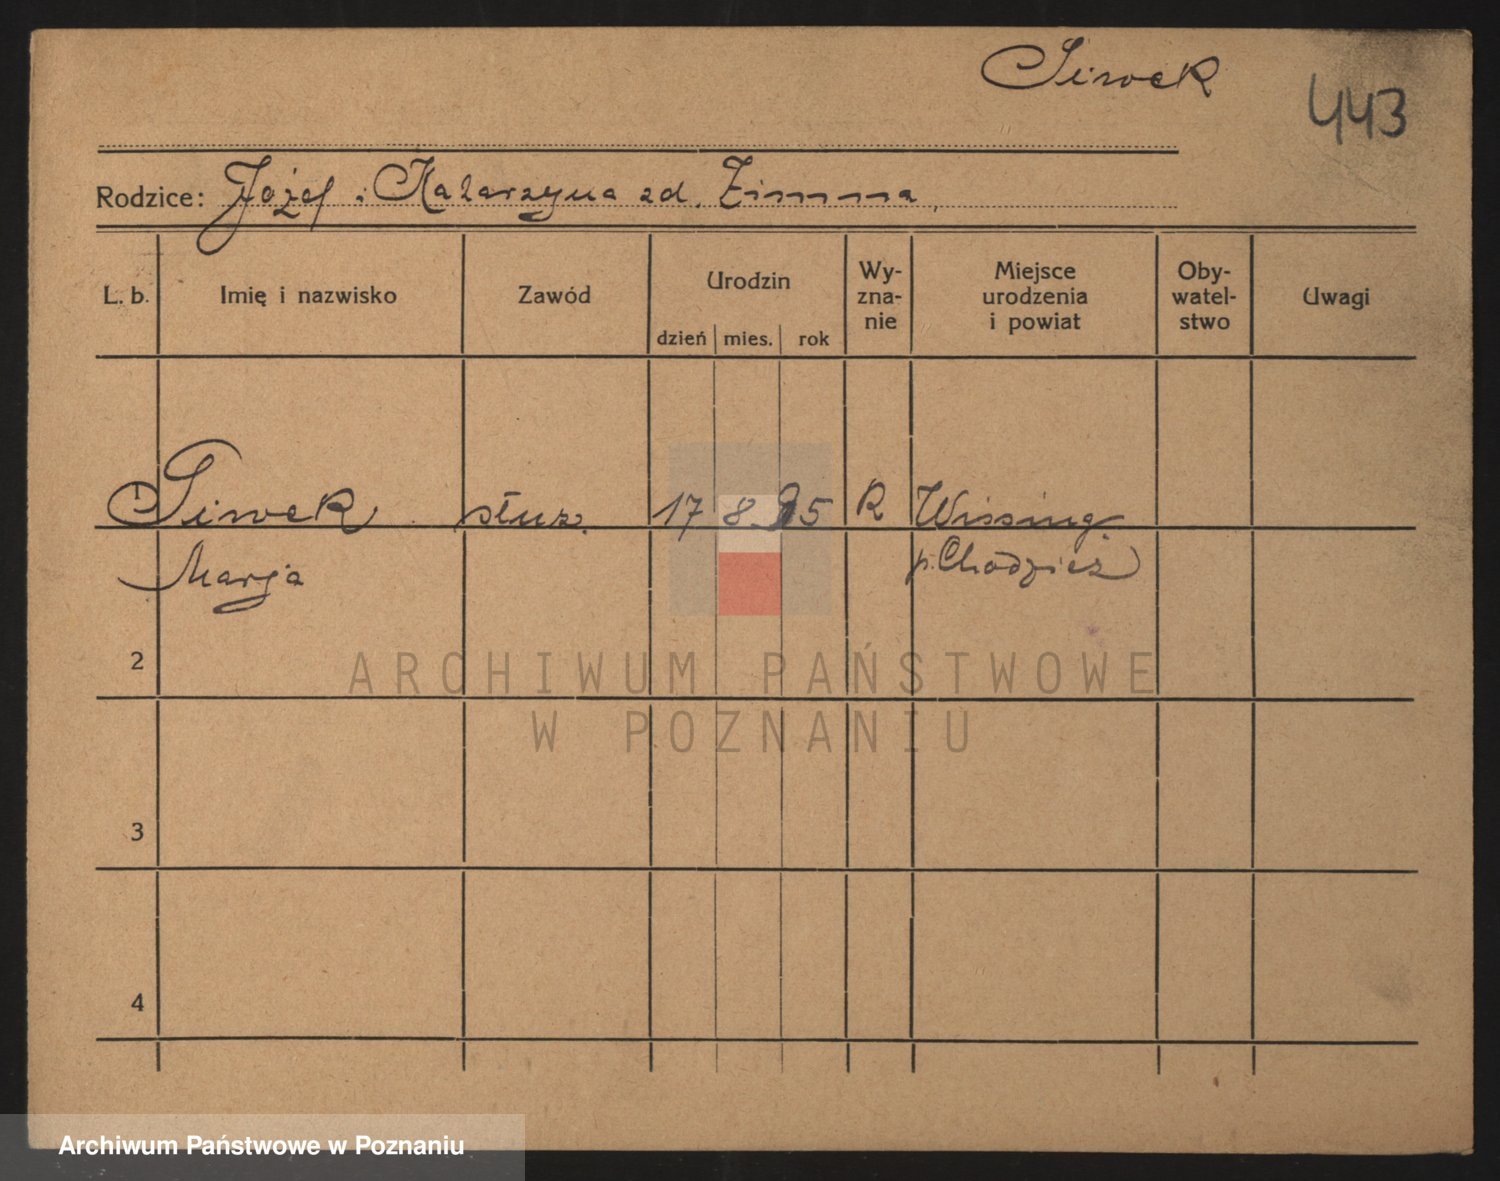 Siwek
443
Rodzice: Józef i Katarzyna zd. Zimna
L. b. Imię i nazwisko Zawód Urodzin dzień mies. rok Wy-zna-nie Miejsce urodzenia i powiat Oby-watel-stwo Uwagi
1 Siwek służ. 17 8 95 R Wissing
Marja p. Chodzież
2
ARCHIWUM PAŃSTWOWE
W POZNANIU
3
4
Archiwum Państwowe w Poznaniu